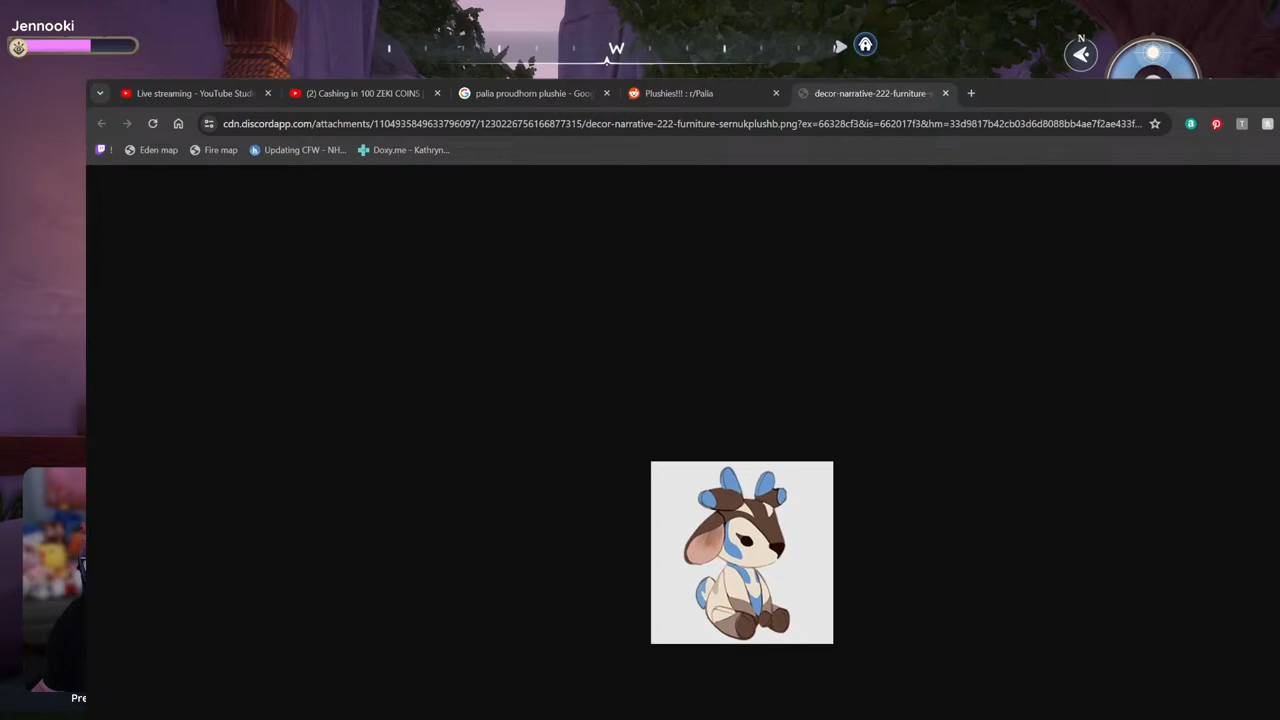 Jennooki
W
N
Live streaming - YouTube Studi
(2) Cashing in 100 ZEKI COINS
palia proudhorn plushie - Goog
Plushies!!! : r/Palia
decor-narrative-222-furniture-s
cdn.discordapp.com/attachments/1104935849633796097/1230226756166877315/decor-narrative-222-furniture-sernukplushb.png?ex=66328cf3&is=662017f3&hm=33d9817b42cb03d6d8088bb4ae7f2ae433f...
!
Eden map
Fire map
Updating CFW - NH...
Doxy.me - Kathryn...
Pre